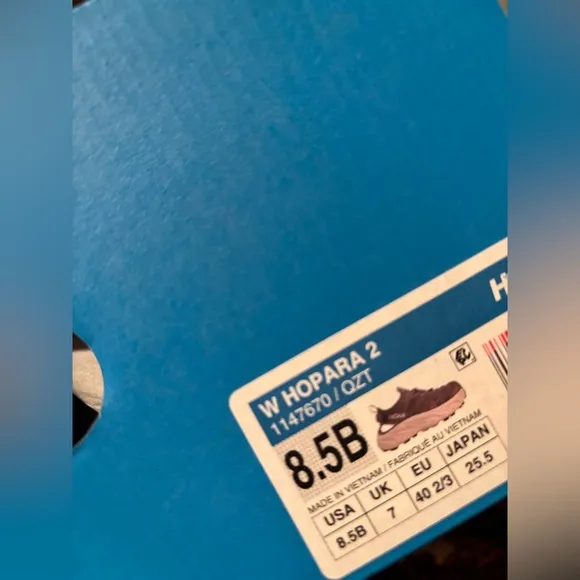 W HOPARA 2
1147670 / QZT
8.5B
MADE IN VIETNAM / FABRIQUÉ AU VIETNAM
USA UK EU JAPAN
8.5B 7 40 2/3 25.5